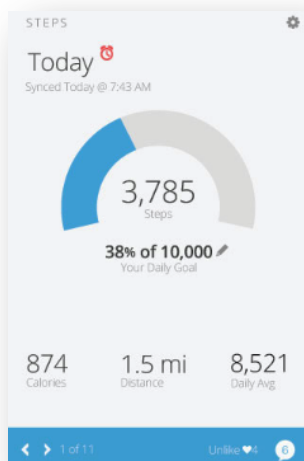 STEPS
Today
Synced Today @ 7:43 AM
3,785
Steps
38% of 10,000
Your Daily Goal
874 1.5 mi 8,521
Calories Distance Daily Avg
1 of 11 Unlike 4 6